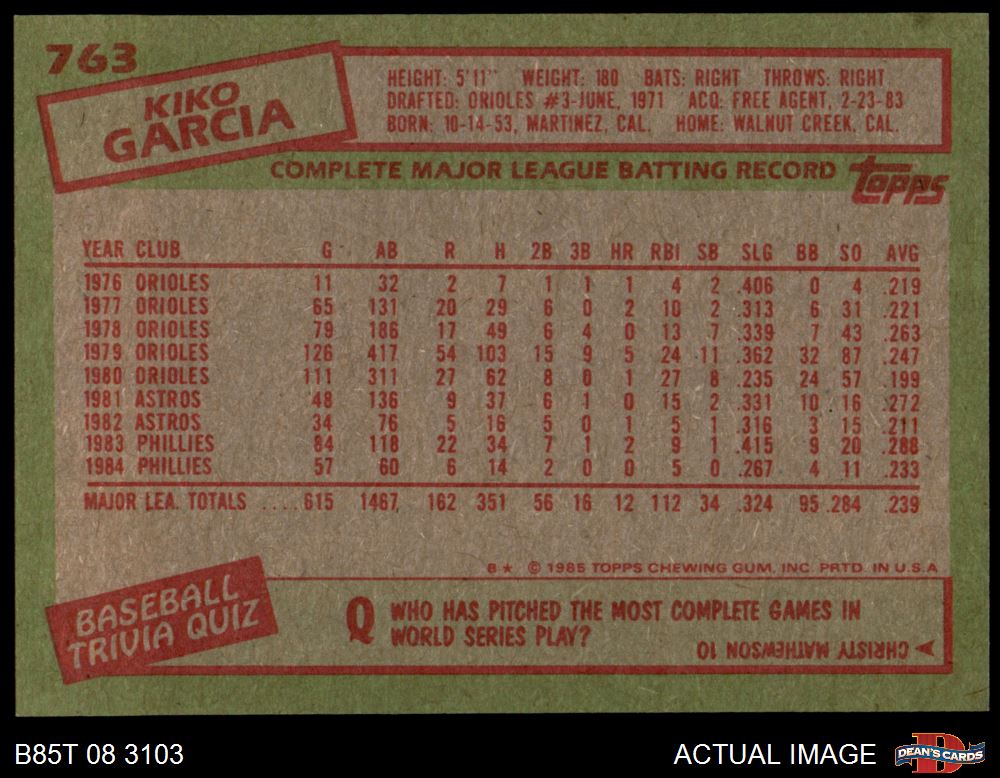 763
KIKO
GARCIA
HEIGHT: 5'11" WEIGHT: 180 BATS: RIGHT THROWS: RIGHT
DRAFTED: ORIOLES #3-JUNE, 1971 ACQ: FREE AGENT, 2-23-83
BORN: 10-14-53, MARTINEZ, CAL. HOME: WALNUT CREEK, CAL.
COMPLETE MAJOR LEAGUE BATTING RECORD
topps
YEAR CLUB G AB R H 2B 3B HR RBI SB SLG BB SO AVG
1976 ORIOLES 11 32 2 7 1 1 1 4 2 .406 0 4 .219
1977 ORIOLES 65 131 20 29 6 0 2 10 2 .313 6 31 .221
1978 ORIOLES 79 186 17 49 6 4 0 13 7 .339 7 43 .263
1979 ORIOLES 126 417 54 103 15 9 5 24 11 .362 32 87 .247
1980 ORIOLES 111 311 27 62 8 0 1 27 8 .235 24 57 .199
1981 ASTROS 48 136 9 37 6 1 0 15 2 .331 10 16 .272
1982 ASTROS 34 76 5 16 5 0 1 5 1 .316 3 15 .211
1983 PHILLIES 84 118 22 34 7 1 2 9 1 .415 9 20 .288
1984 PHILLIES 57 60 6 14 2 0 0 5 0 .267 4 11 .233
MAJOR LEA. TOTALS ....615 1467, 162 351 56 16 12 112 34 .324 95 .284 .239
B★ © 1985 TOPPS CHEWING GUM, INC. PRTD. IN U.S.A
BASEBALL
TRIVIA QUIZ
Q WHO HAS PITCHED THE MOST COMPLETE GAMES IN
WORLD SERIES PLAY?
CHRISTY MATHEWSON 10
B85T 08 3103
ACTUAL IMAGE
DEAN'S CARDS